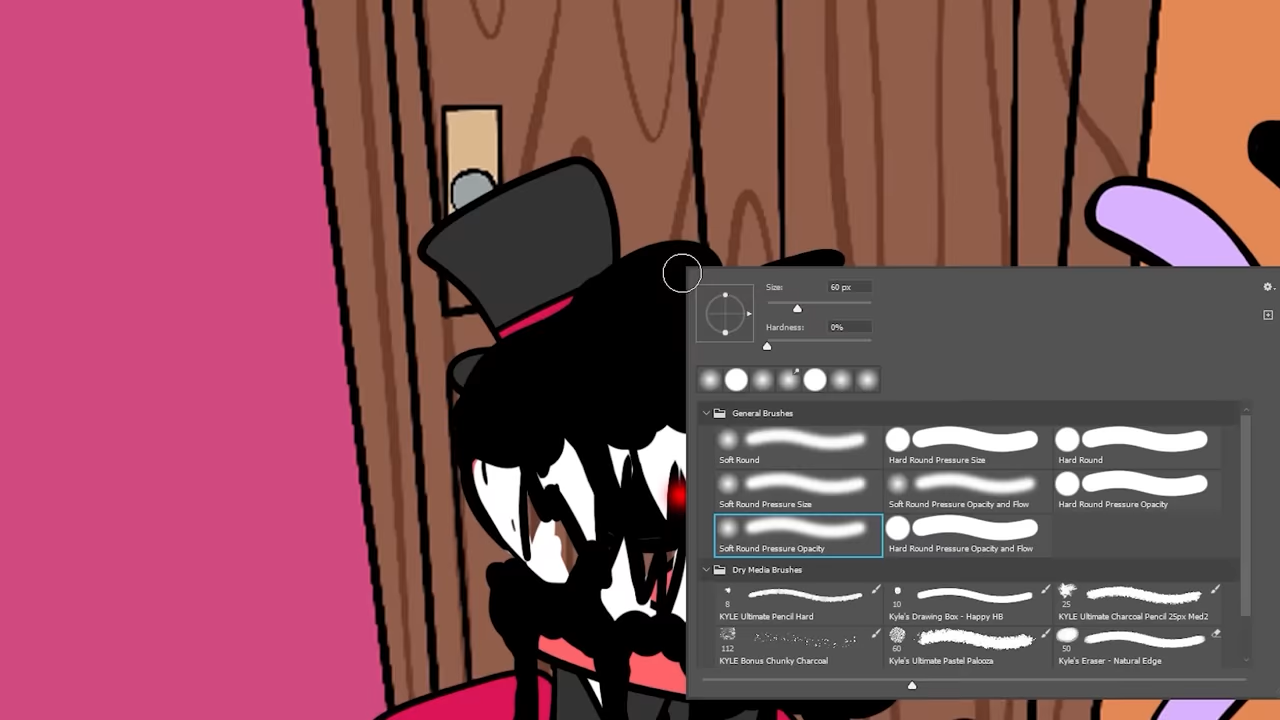 Size: 60 px
Hardness: 0%
General Brushes
Soft Round Hard Round Pressure Size Hard Round
Soft Round Pressure Size Soft Round Pressure Opacity and Flow Hard Round Pressure Opacity
Soft Round Pressure Opacity Hard Round Pressure Opacity and Flow
Dry Media Brushes
8 10 25
KYLE Ultimate Pencil Hard Kyle's Drawing Box - Happy HB KYLE Ultimate Charcoal Pencil 25px Med2
112 60 50
KYLE Bonus Chunky Charcoal Kyle's Ultimate Pastel Palooza Kyle's Eraser - Natural Edge